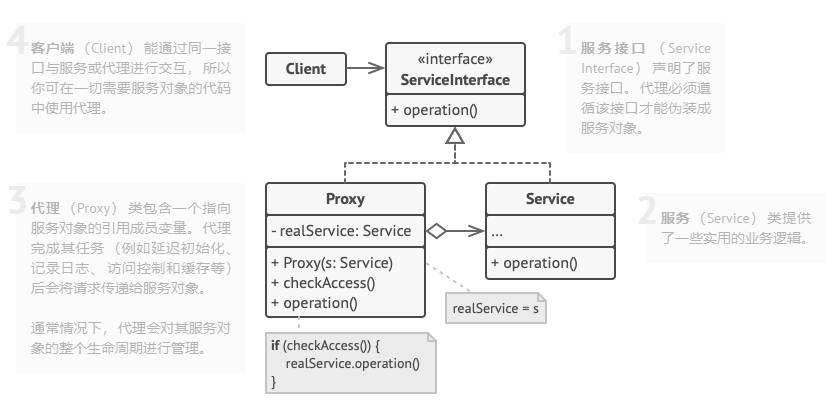 4
客户端（Client）能通过同一接
口与服务或代理进行交互，所以
你可在一切需要服务对象的代码
中使用代理。
Client
«interface»
ServiceInterface
+ operation()
1
服务接口（Service
Interface）声明了服
务接口。代理必须遵
循该接口才能伪装成
服务对象。
3
代理（Proxy）类包含一个指向
服务对象的引用成员变量。代理
完成其任务（例如延迟初始化、
记录日志、访问控制和缓存等）
后会将请求传递给服务对象。
通常情况下，代理会对其服务对
象的整个生命周期进行管理。
Proxy
- realService: Service
+ Proxy(s: Service)
+ checkAccess()
+ operation()
Service
...
+ operation()
2
服务（Service）类提供
了一些实用的业务逻辑。
realService = s
if (checkAccess()) {
realService.operation()
}